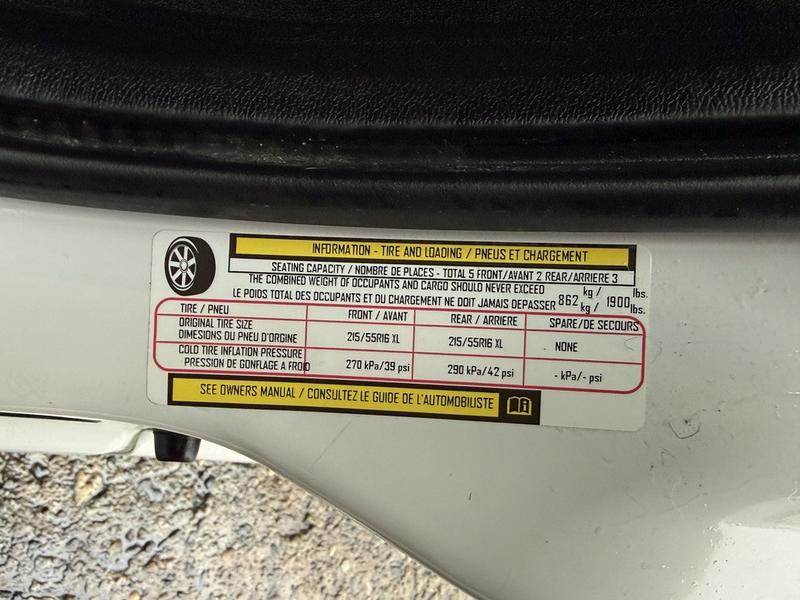 INFORMATION - TIRE AND LOADING / PNEUS ET CHARGEMENT
SEATING CAPACITY / NOMBRE DE PLACES - TOTAL 5 FRONT/AVANT 2 REAR/ARRIERE 3
THE COMBINED WEIGHT OF OCCUPANTS AND CARGO SHOULD NEVER EXCEED
LE POIDS TOTAL DES OCCUPANTS ET DU CHARGEMENT NE DOIT JAMAIS DEPASSER
862 kg / kg / 1900 lbs. lbs.
TIRE / PNEU FRONT / AVANT REAR / ARRIERE SPARE/DE SECOURS
ORIGINAL TIRE SIZE
DIMESIONS DU PNEU D'ORGINE 215/55R16 XL 215/55R16 XL NONE
COLD TIRE INFLATION PRESSURE
PRESSION DE GONFLAGE A FROID 270 kPa/39 psi 290 kPa/42 psi - kPa/- psi
SEE OWNERS MANUAL / CONSULTEZ LE GUIDE DE L'AUTOMOBILISTE